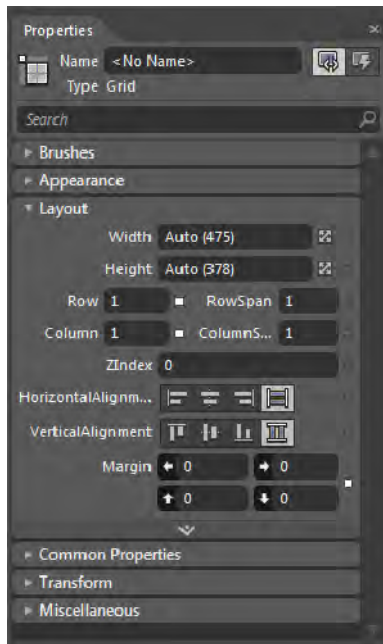 Properties
Name <No Name>
Type Grid
Search
Brushes
Appearance
Layout
Width Auto (475)
Height Auto (378)
Row 1 RowSpan 1
Column 1 ColumnS... 1
ZIndex 0
HorizontalAlignm...
VerticalAlignment
Margin 0 0
0 0
Common Properties
Transform
Miscellaneous